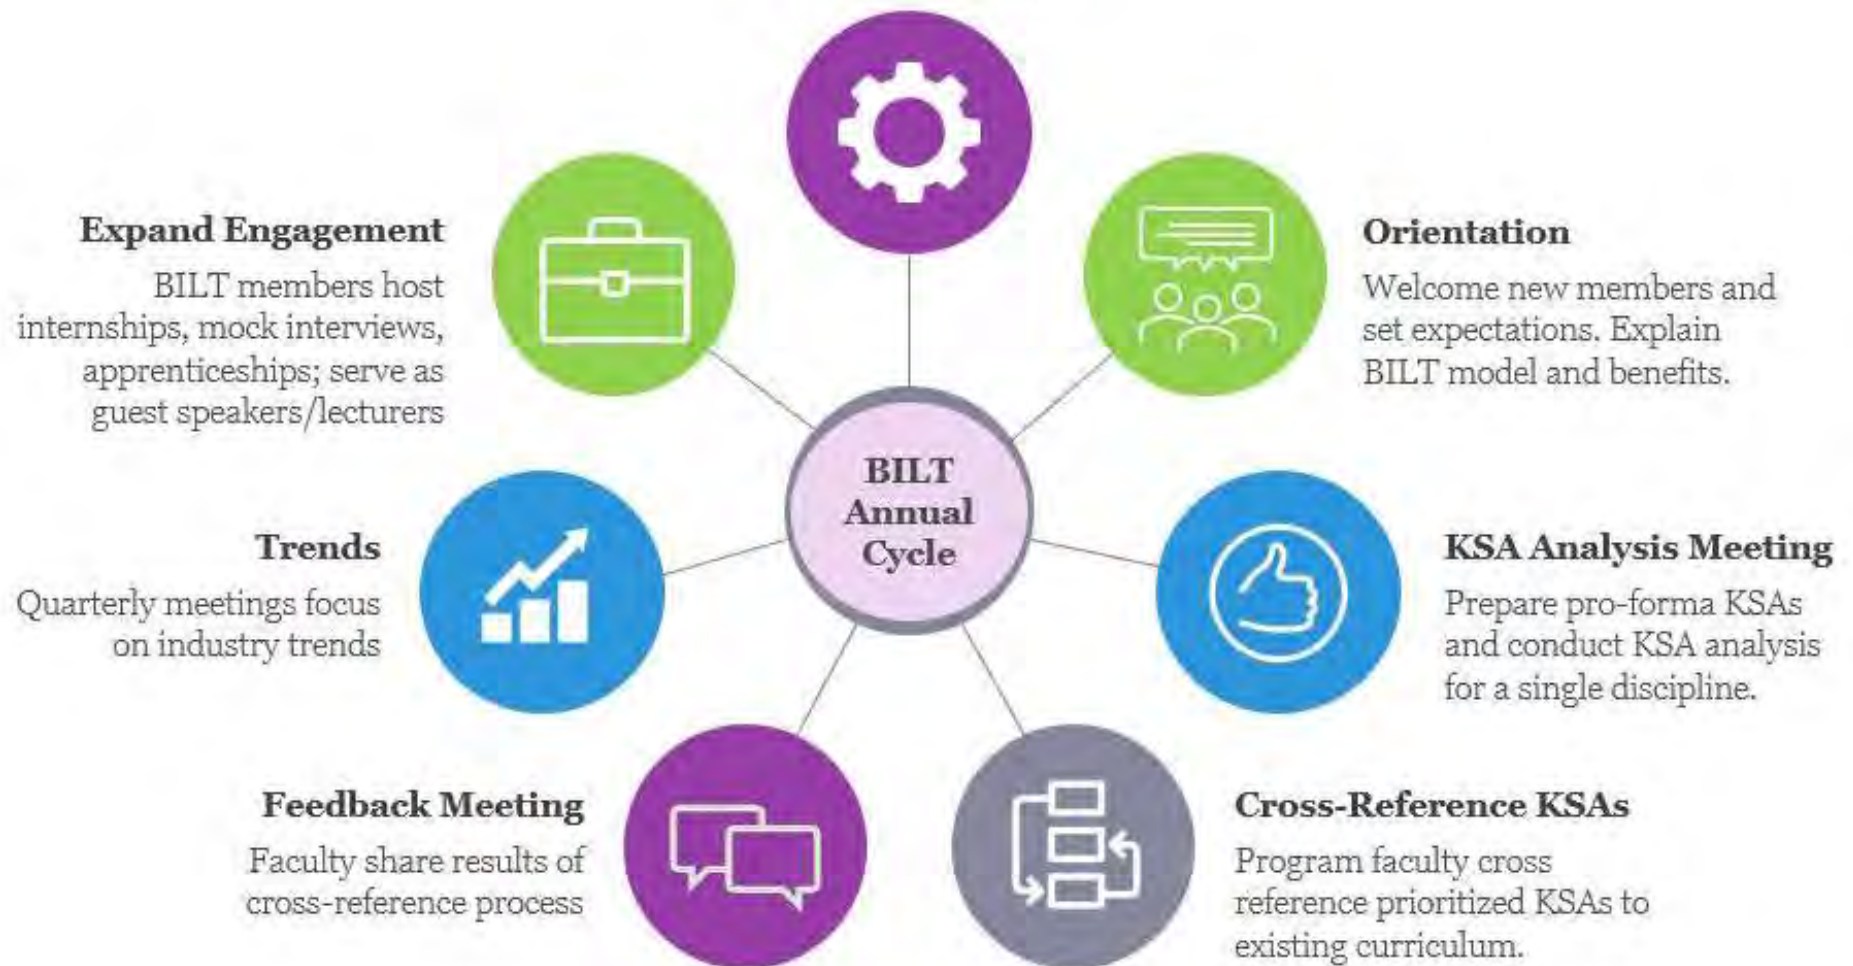 Expand Engagement
BILT members host
internships, mock interviews,
apprenticeships; serve as
guest speakers/lecturers
Orientation
Welcome new members and
set expectations. Explain
BILT model and benefits.
BILT
Annual
Cycle
Trends
Quarterly meetings focus
on industry trends
KSA Analysis Meeting
Prepare pro-forma KSAs
and conduct KSA analysis
for a single discipline.
Feedback Meeting
Faculty share results of
cross-reference process
Cross-Reference KSAs
Program faculty cross
reference prioritized KSAs to
existing curriculum.